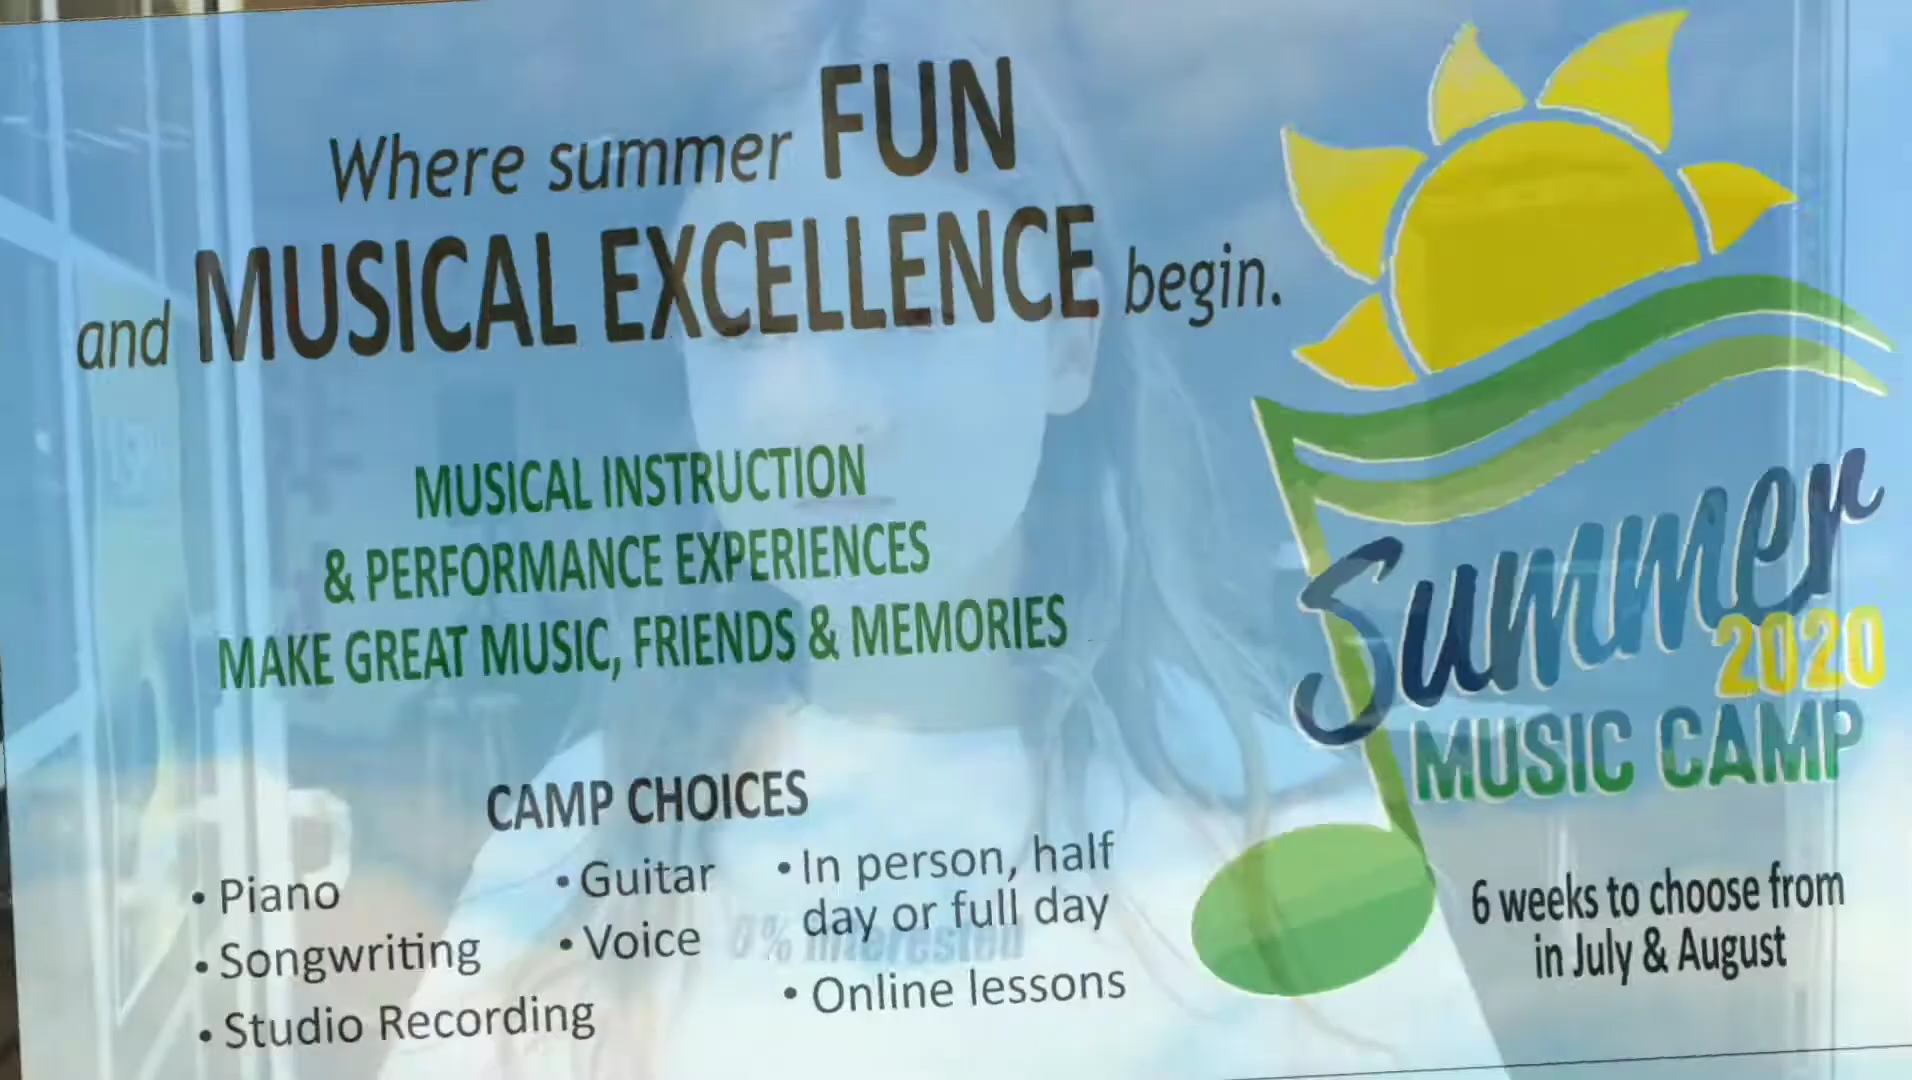 Where summer FUN
and MUSICAL EXCELLENCE begin.
MUSICAL INSTRUCTION
& PERFORMANCE EXPERIENCES
MAKE GREAT MUSIC, FRIENDS & MEMORIES
CAMP CHOICES
• Piano
• Songwriting
• Studio Recording
• Guitar
• Voice
• In person, half
day or full day
• Online lessons
Summer
2020
MUSIC CAMP
6 weeks to choose from
in July & August
0% Interested